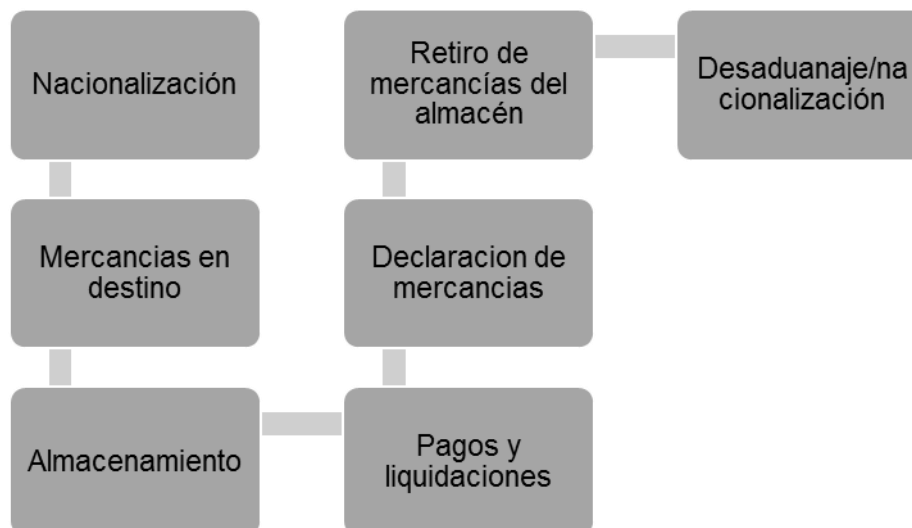 Nacionalización
Mercancias en
destino
Almacenamiento
Pagos y
liquidaciones
Declaracion de
mercancias
Retiro de
mercancías del
almacén
Desaduanaje/na
cionalización